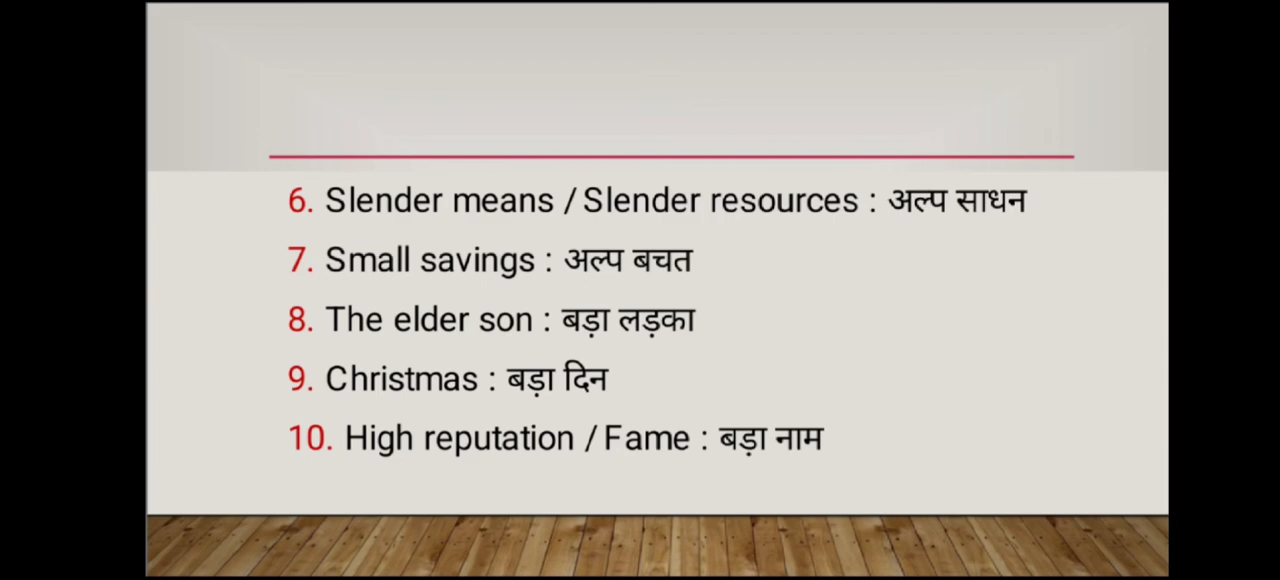 6. Slender means / Slender resources : अल्प साधन
7. Small savings : अल्प बचत
8. The elder son : बड़ा लड़का
9. Christmas : बड़ा दिन
10. High reputation / Fame : बड़ा नाम